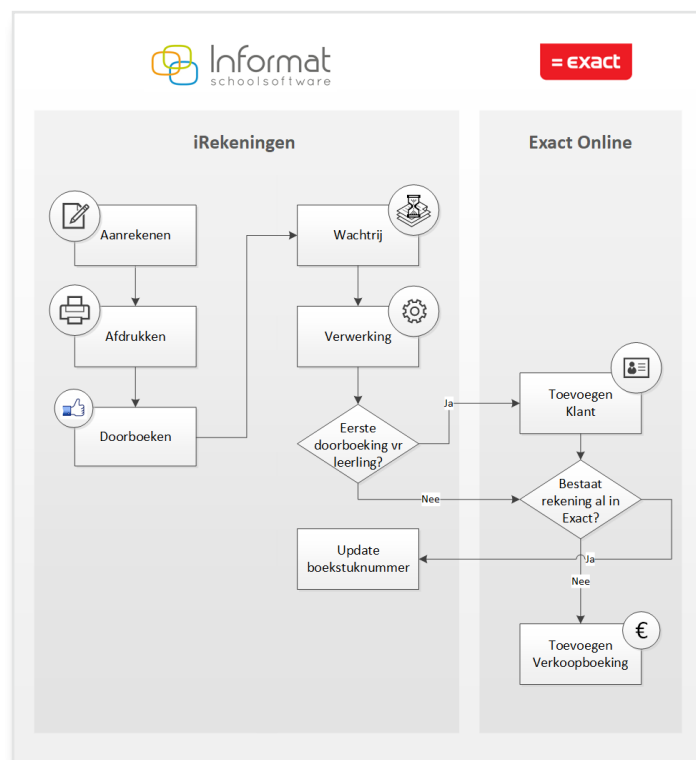 Informat
schoolsoftware
= exact
iRekeningen
Exact Online
Aanrekenen
Wachtrij
Afdrukken
Verwerking
Doorboeken
Eerste
doorboeking vr
leerling?
Ja
Toevoegen
Klant
Nee
Bestaat
rekening al in
Exact?
Update
boekstuknummer
Ja
Nee
€
Toevoegen
Verkoopboeking